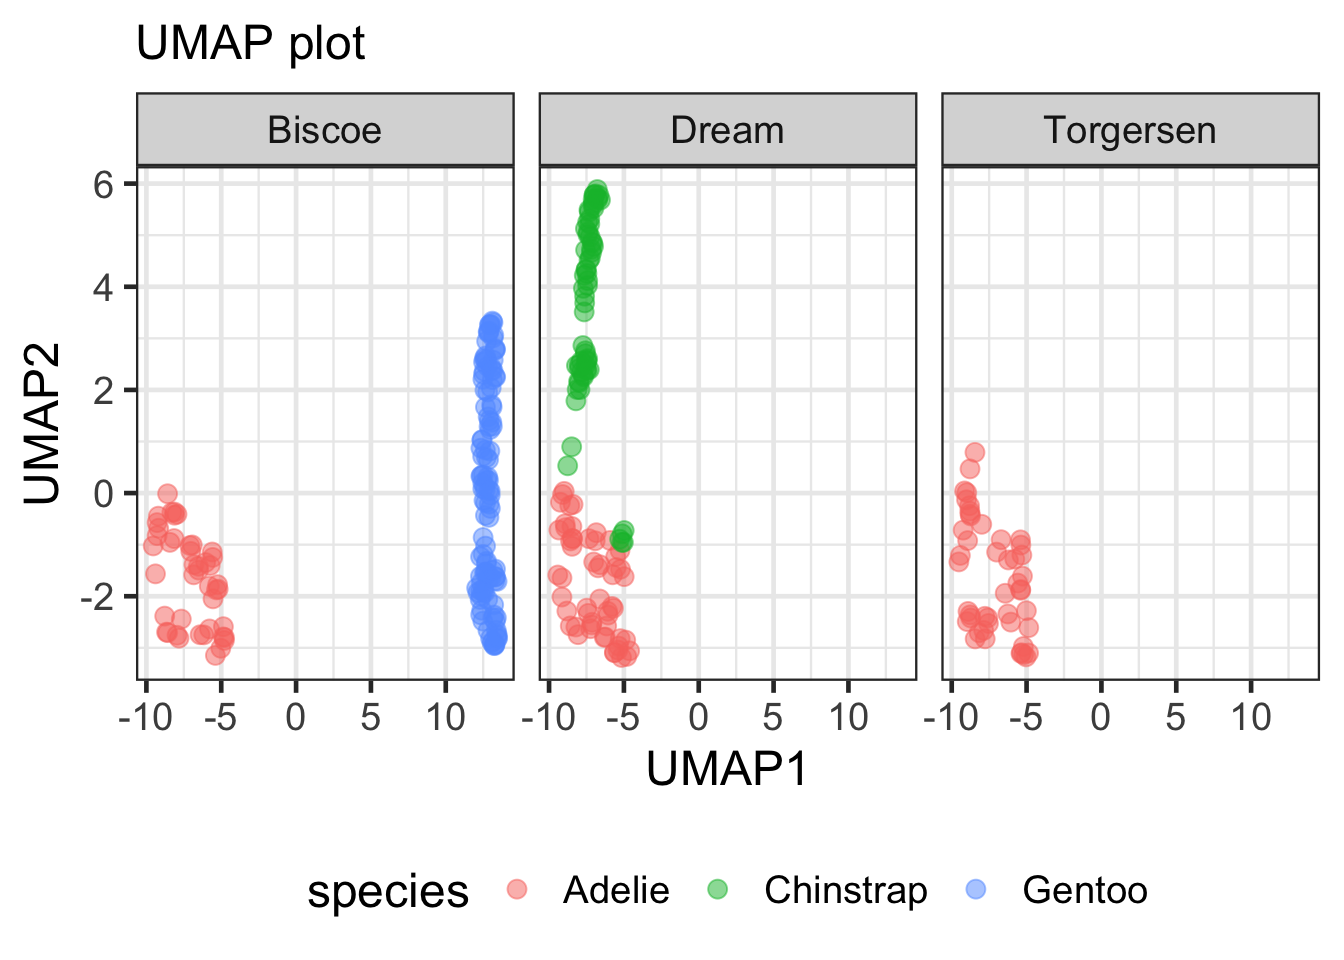 UMAP plot
Biscoe Dream Torgersen
6
4
2
0
-2
UMAP2
-10 -5 0 5 10 -10 -5 0 5 10 -10 -5 0 5 10
UMAP1
species Adelie Chinstrap Gentoo